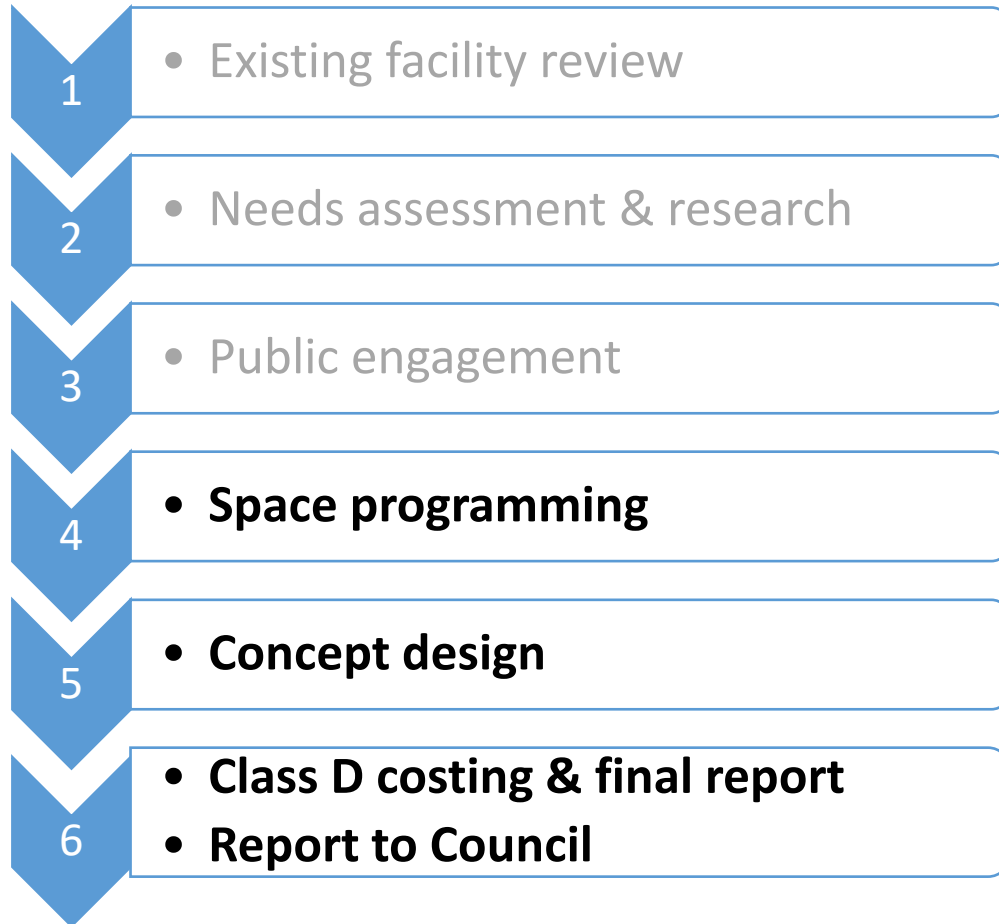 1
• Existing facility review
2
• Needs assessment & research
3
• Public engagement
4
• Space programming
5
• Concept design
6
• Class D costing & final report
• Report to Council